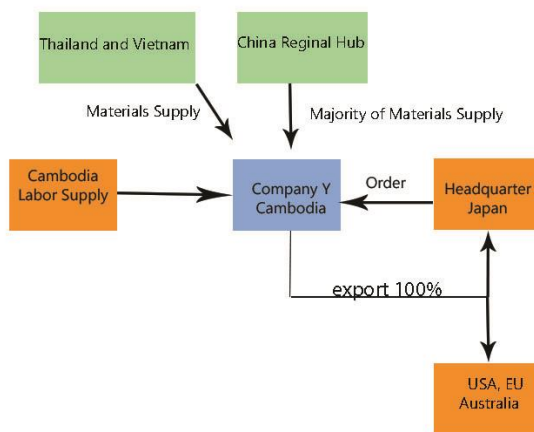 Thailand and Vietnam
China Reginal Hub
Materials Supply
Majority of Materials Supply
Cambodia
Labor Supply
Company Y
Cambodia
Order
Headquarter
Japan
export 100%
USA, EU
Australia